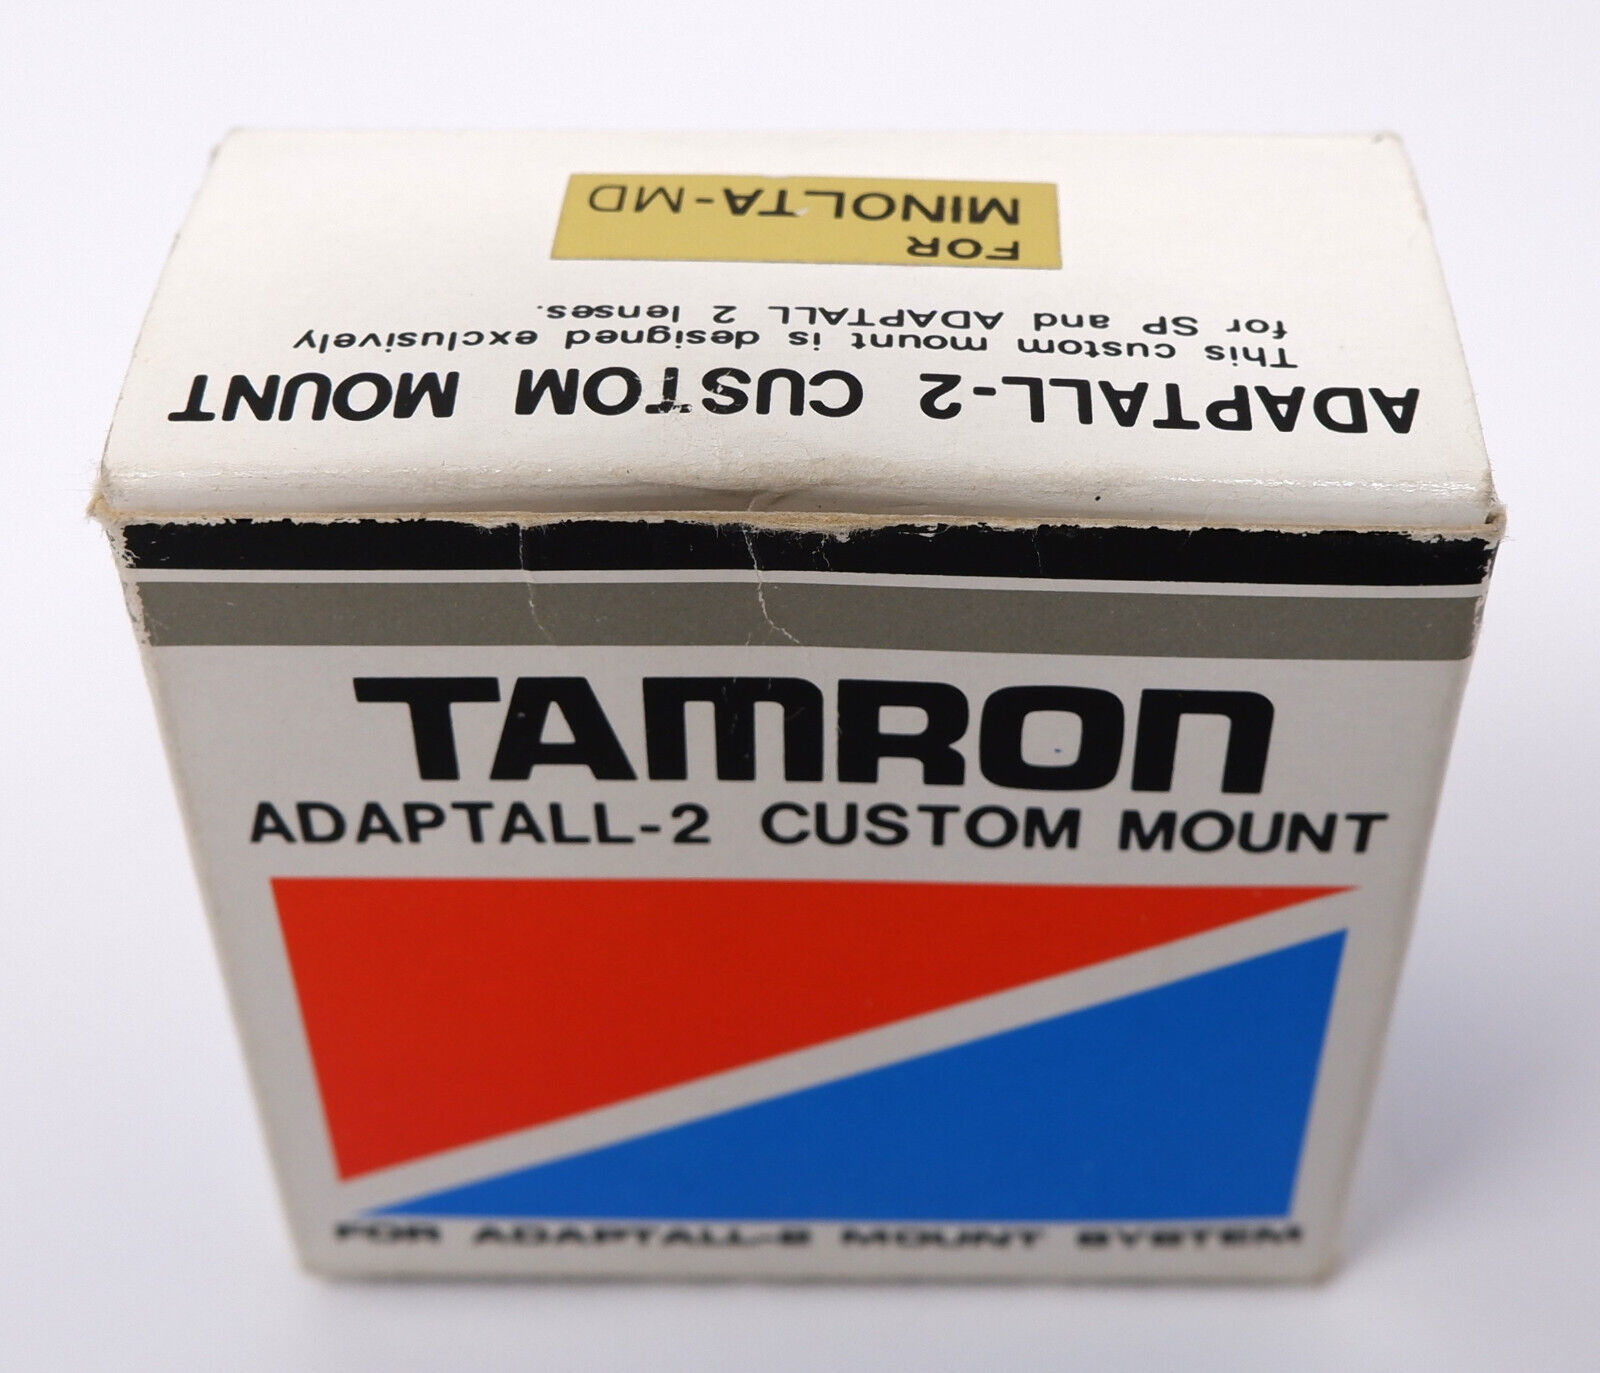 ADAPTALL-2 CUSTOM MOUNT
This custom mount is designed exclusively
for SP and ADAPTALL 2 lenses.
FOR
MINOLTA-MD
TAMRON
ADAPTALL-2 CUSTOM MOUNT
FOR ADAPTALL-2 MOUNT SYSTEM